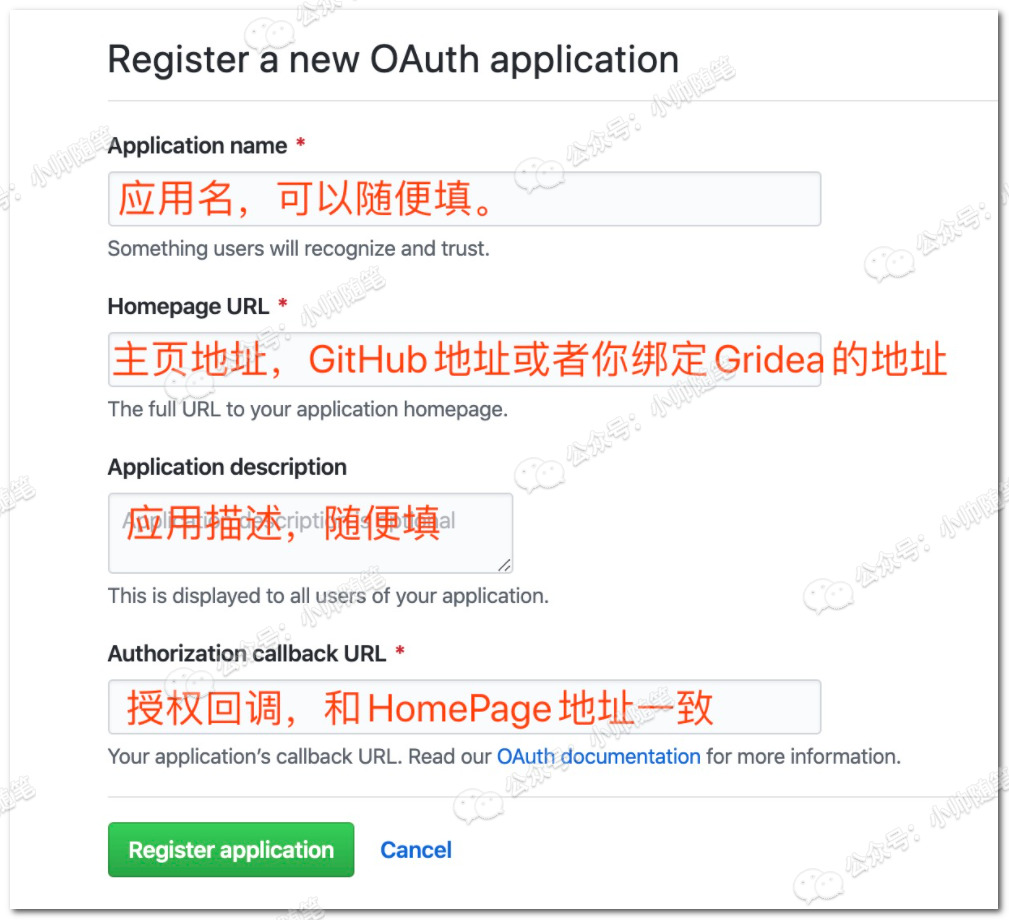 Register a new OAuth application
Application name *
应用名，可以随便填。
Something users will recognize and trust.
Homepage URL *
主页地址，GitHub 地址或者你绑定 Gridea 的地址
The full URL to your application homepage.
Application description
Application description is optional
应用描述，随便填
This is displayed to all users of your application.
Authorization callback URL *
授权回调，和 HomePage 地址一致
Your application’s callback URL. Read our OAuth documentation for more information.
Register application Cancel
公众号：小帅随笔